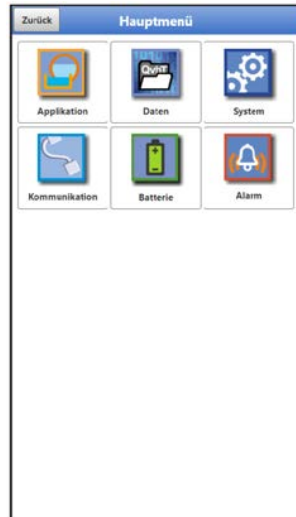 Zurück
Hauptmenü
Applikation
Daten
System
Kommunikation
Batterie
Alarm